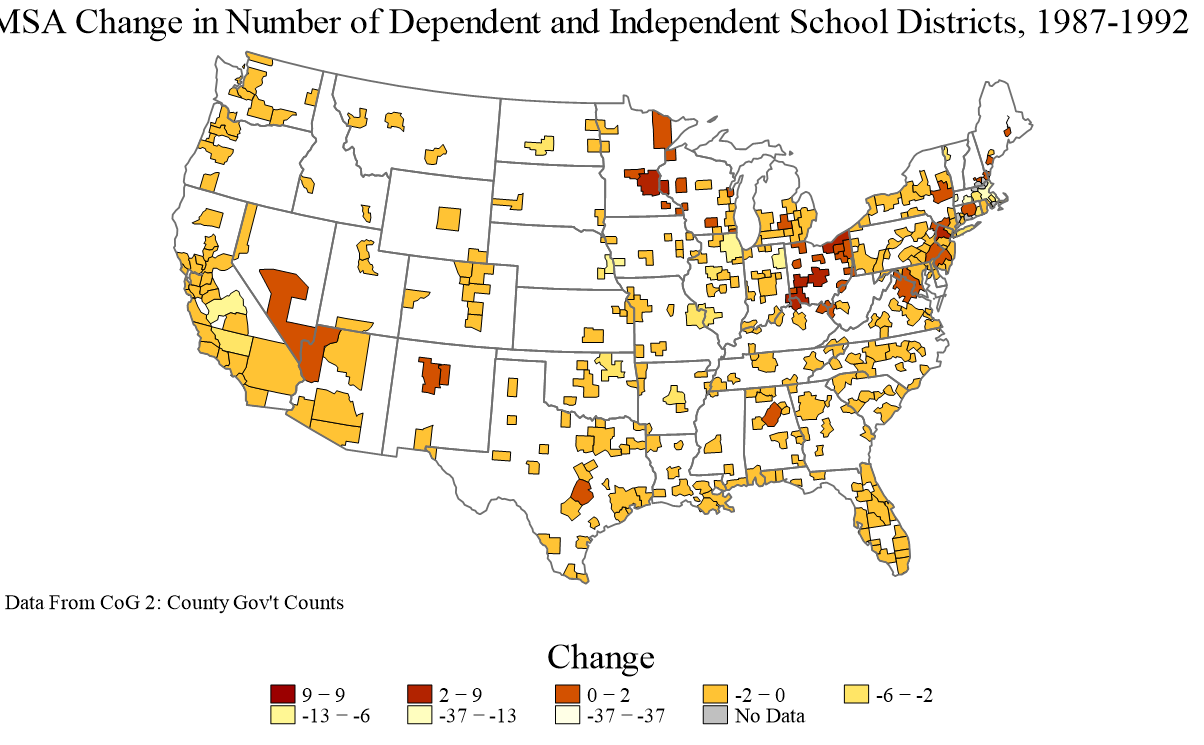 MSA Change in Number of Dependent and Independent School Districts, 1987-1992
Data From CoG 2: County Gov't Counts
Change
9 − 9
2 − 9
0 − 2
-2 − 0
-6 − -2
-13 − -6
-37 − -13
-37 − -37
No Data